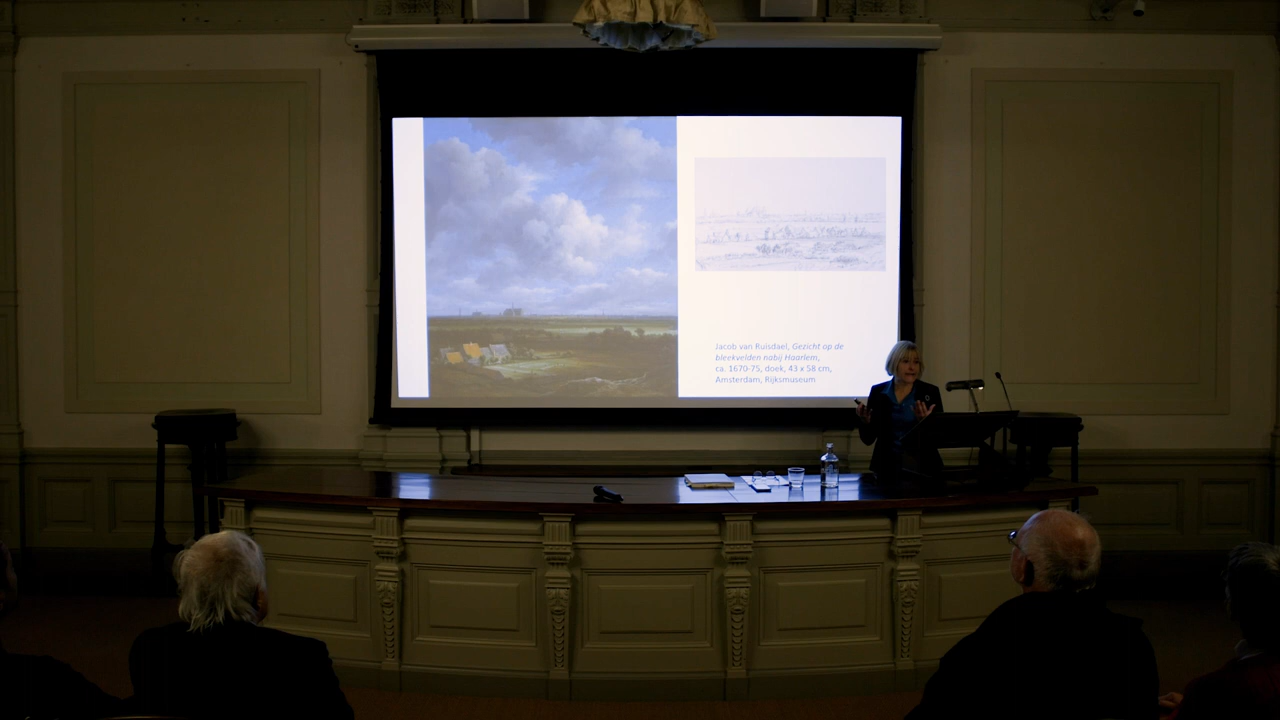 Jacob van Ruisdael, Gezicht op de
bleekvelden nabij Haarlem,
ca. 1670-75, doek, 43 x 58 cm,
Amsterdam, Rijksmuseum